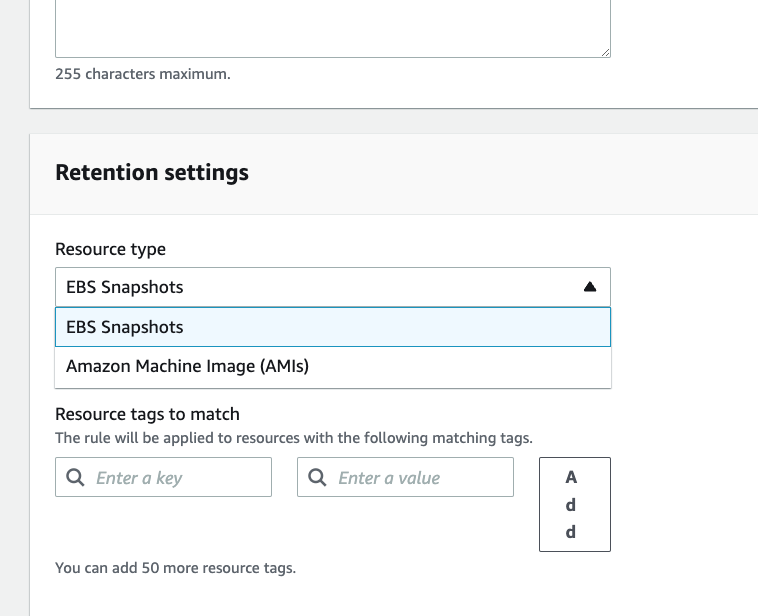 255 characters maximum.
Retention settings
Resource type
EBS Snapshots
EBS Snapshots
Amazon Machine Image (AMIs)
Resource tags to match
The rule will be applied to resources with the following matching tags.
Enter a key
Enter a value
A
d
d
You can add 50 more resource tags.